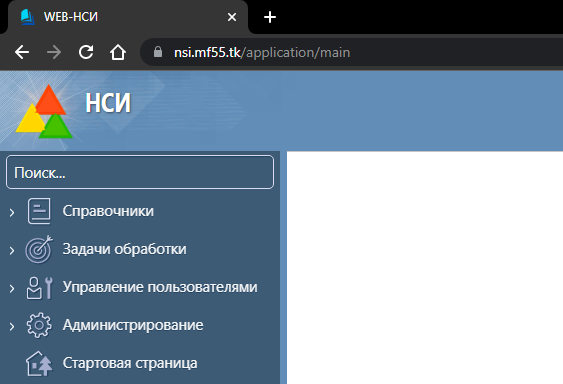 WEB-НСИ
nsi.mf55.tk/application/main
НСИ
Поиск...
Справочники
Задачи обработки
Управление пользователями
Администрирование
Стартовая страница